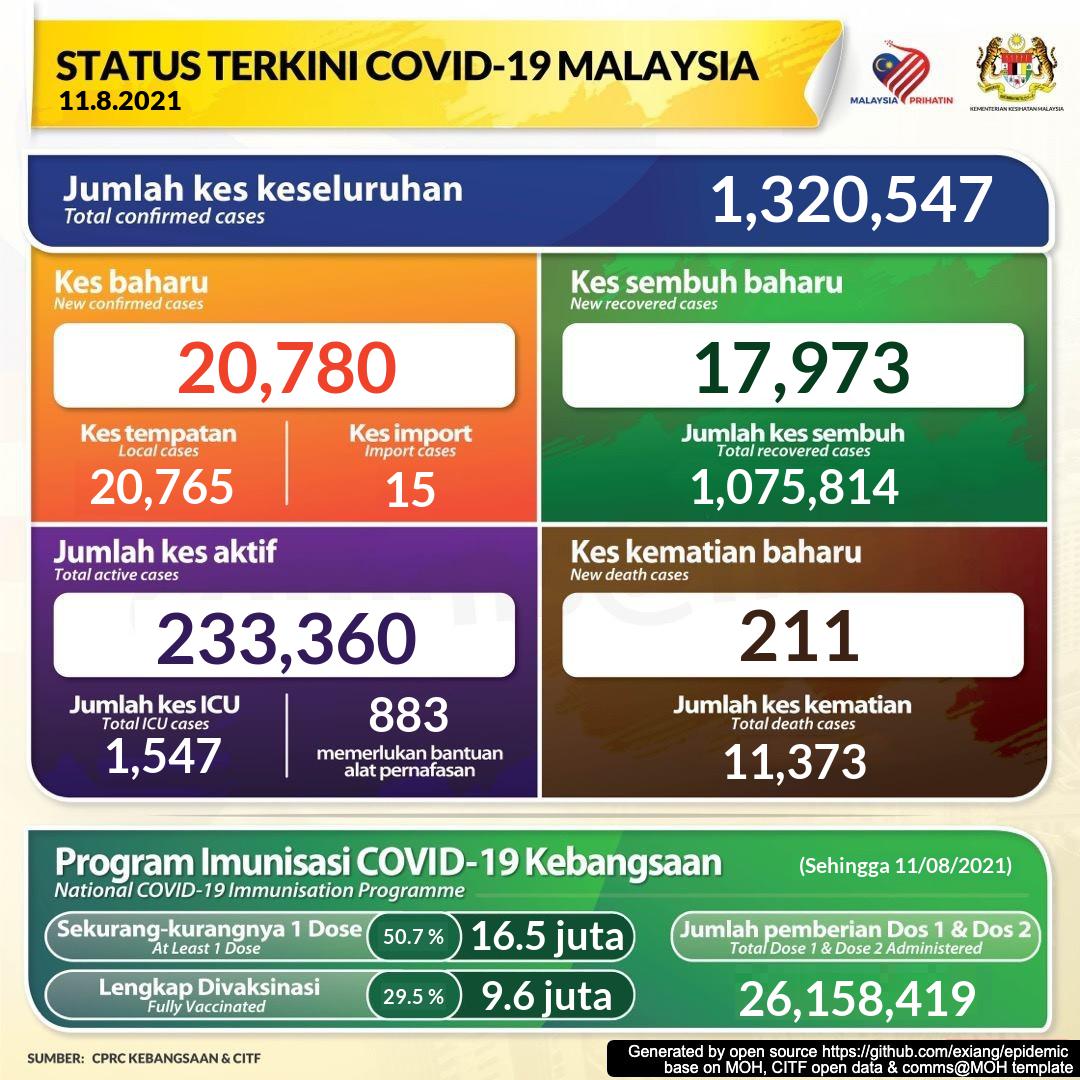 STATUS TERKINI COVID-19 MALAYSIA
11.8.2021
MALAYSIA PRIHATIN
KEMENTERIAN KESIHATAN MALAYSIA
Jumlah kes keseluruhan
Total confirmed cases
1,320,547
Kes baharu
New confirmed cases
20,780
Kes tempatan
Local cases
20,765
Kes import
Import cases
15
Kes sembuh baharu
New recovered cases
17,973
Jumlah kes sembuh
Total recovered cases
1,075,814
Jumlah kes aktif
Total active cases
233,360
Jumlah kes ICU
Total ICU cases
1,547
883
memerlukan bantuan
alat pernafasan
Kes kematian baharu
New death cases
211
Jumlah kes kematian
Total death cases
11,373
Program Imunisasi COVID-19 Kebangsaan
National COVID-19 Immunisation Programme
(Sehingga 11/08/2021)
Sekurang-kurangnya 1 Dose
At Least 1 Dose
50.7 %
16.5 juta
Lengkap Divaksinasi
Fully Vaccinated
29.5 %
9.6 juta
Jumlah pemberian Dos 1 & Dos 2
Total Dose 1 & Dose 2 Administered
26,158,419
SUMBER: CPRC KEBANGSAAN & CITF
Generated by open source https://github.com/exiang/epidemic
base on MOH, CITF open data & comms@MOH template